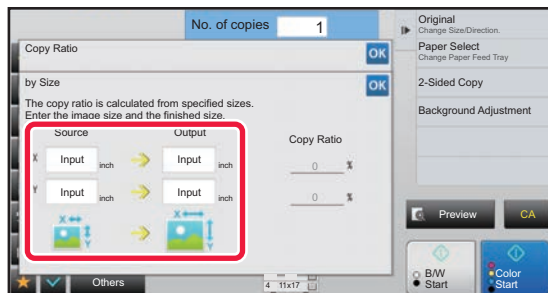 No. of copies
1
Original
Change Size/Direction.
Paper Select
Change Paper Feed Tray
2-Sided Copy
Background Adjustment
Copy Ratio
OK
by Size
OK
The copy ratio is calculated from specified sizes.
Enter the image size and the finished size.
Source
Output
Copy Ratio
X
Input
inch
Input
inch
0
%
Y
Input
inch
Input
inch
0
%
X
Y
X
Y
Preview
CA
B/W
Start
Color
Start
Others
4 11x17